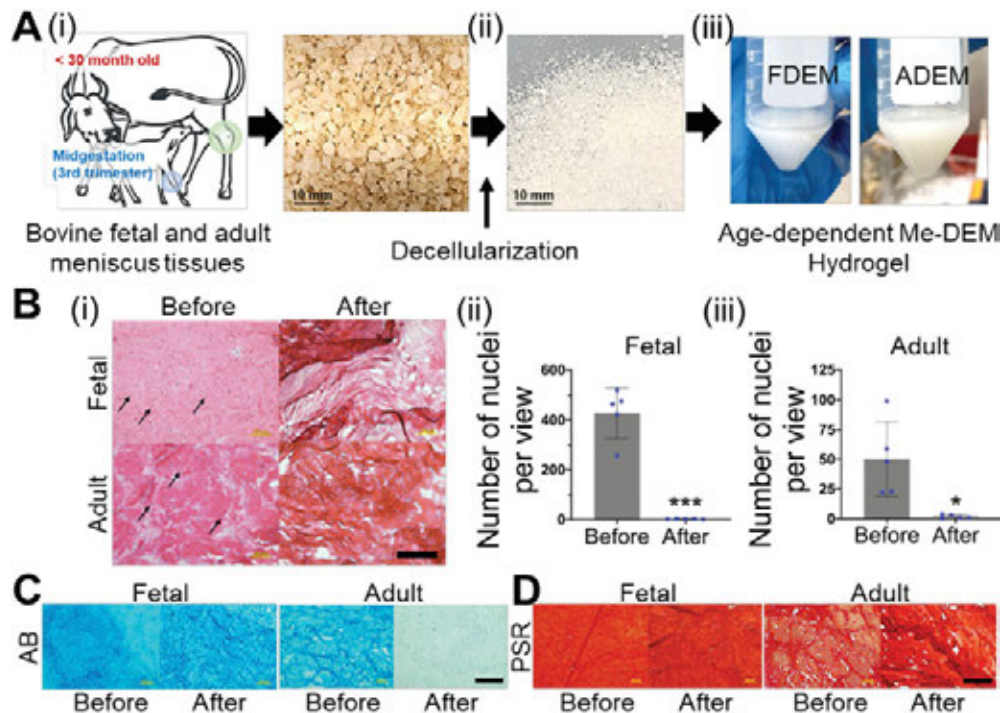 A (i)
< 30 month old
Midgestation
(3rd trimester)
10 mm
(ii)
10 mm
(iii)
FDEM
ADEM
Bovine fetal and adult
meniscus tissues
Decellularization
Age-dependent Me-DEM
Hydrogel
B (i)
Before
After
Fetal
Adult
(ii)
Fetal
Number of nuclei
per view
600
400
200
0
***
Before
After
(iii)
Adult
Number of nuclei
per view
125
100
75
50
25
0
*
Before
After
C
Fetal
Adult
AB
Before
After
Before
After
D
Fetal
Adult
PSR
Before
After
Before
After